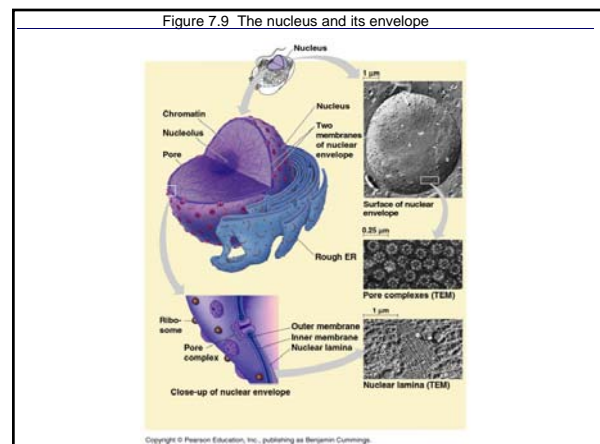 Figure 7.9 The nucleus and its envelope
Nucleus
1 µm
Chromatin
Nucleolus
Pore
Nucleus
Two
membranes
of nuclear
envelope
Surface of nuclear
envelope
0.25 µm
Rough ER
Pore complexes (TEM)
1 µm
Ribo-
some
Pore
complex
Outer membrane
Inner membrane
Nuclear lamina
Close-up of nuclear envelope
Nuclear lamina (TEM)
Copyright © Pearson Education, Inc., publishing as Benjamin Cummings.